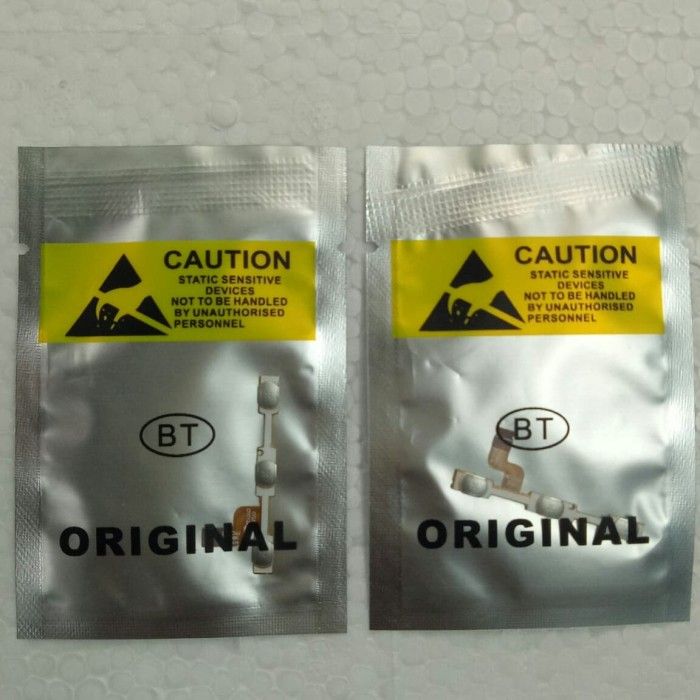 CAUTION
STATIC SENSITIVE
DEVICES
NOT TO BE HANDLED
BY UNAUTHORISED
PERSONNEL
BT
ORIGINAL
CAUTION
STATIC SENSITIVE
DEVICES
NOT TO BE HANDLED
BY UNAUTHORISED
PERSONNEL
BT
ORIGINAL